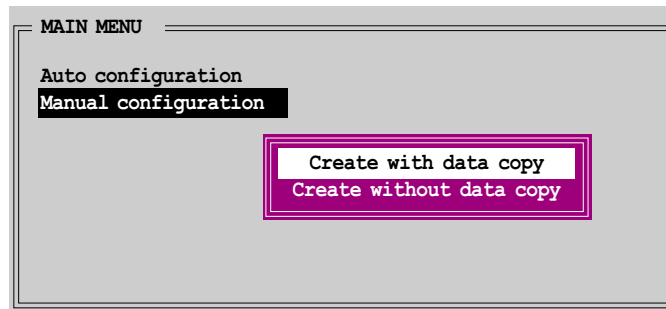 MAIN MENU
Auto configuration
Manual configuration
Create with data copy
Create without data copy